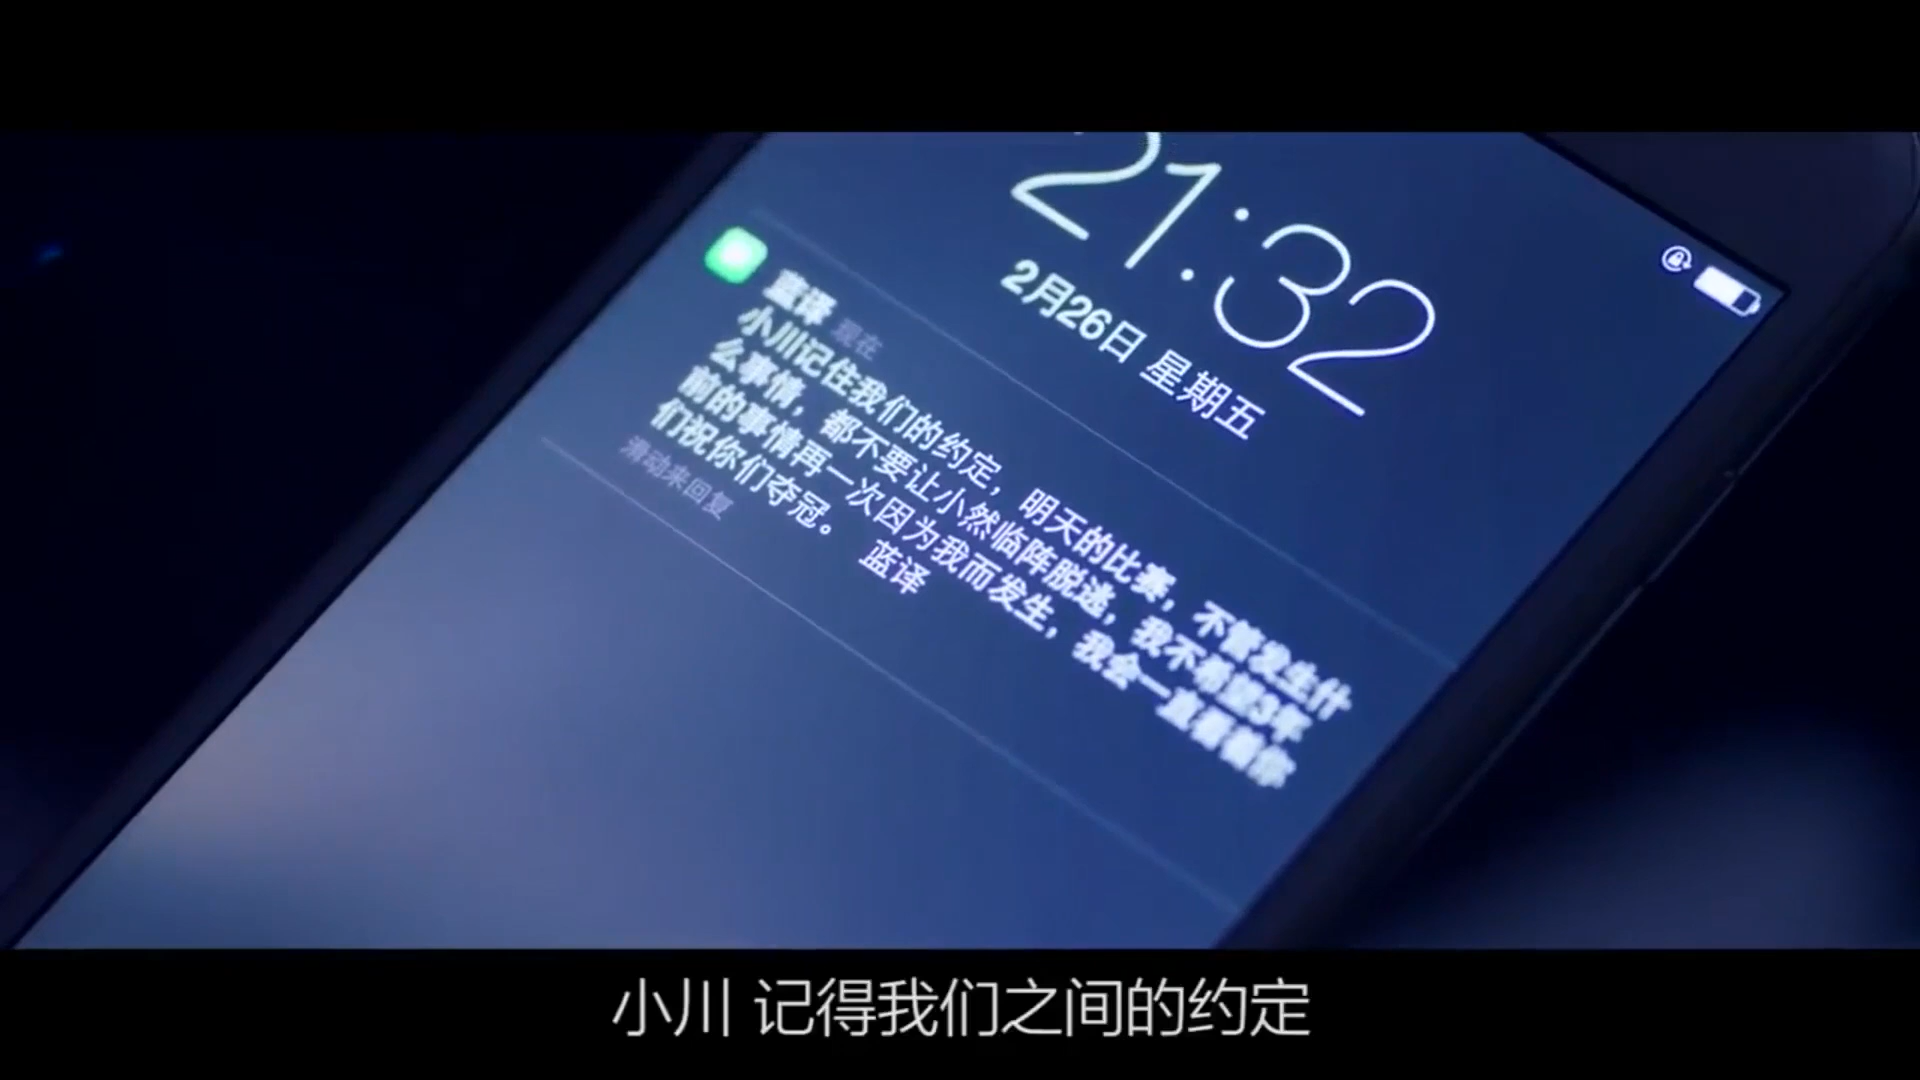 21:32
2月26日 星期五
蓝译 现在
小川记住我们的约定，明天的比赛，不管发生什
么事情，都不要让小然临阵脱逃，我不希望3年
前的事情再一次因为我而发生，我会一直看着你
们祝你们夺冠。 蓝译
滑动来回复
小川 记得我们之间的约定